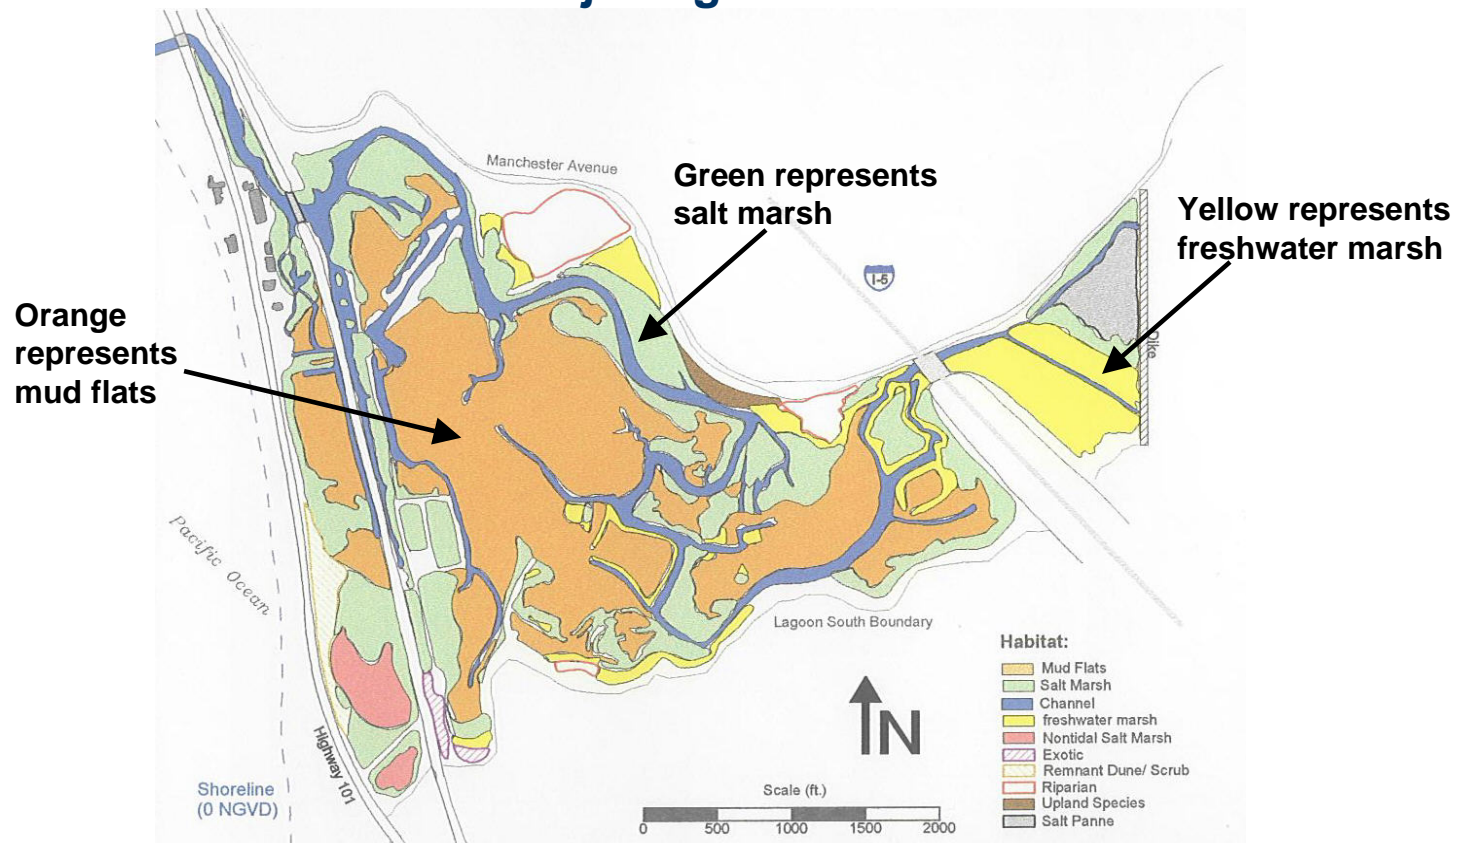 Manchester Avenue
Green represents
salt marsh
Yellow represents
freshwater marsh
I-5
Orange
represents
mud flats
Dike
Pacific Ocean
Lagoon South Boundary
Habitat:
Mud Flats
Salt Marsh
Channel
freshwater marsh
Nontidal Salt Marsh
Exotic
Remnant Dune/ Scrub
Riparian
Upland Species
Salt Panne
N
Highway 101
Shoreline
(0 NGVD)
Scale (ft.)
0 500 1000 1500 2000